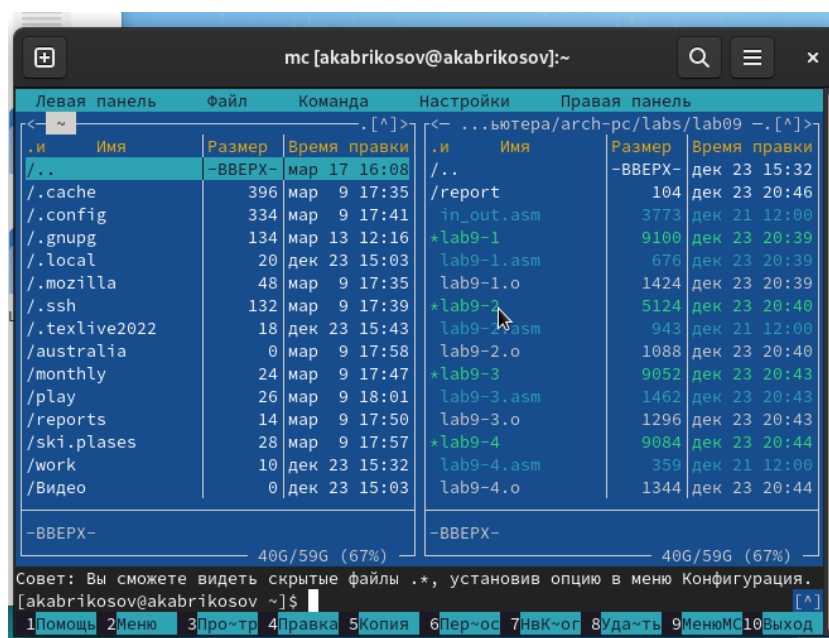 mc [akabrikosov@akabrikosov]:~
Левая панель Файл Команда Настройки Правая панель
<— ~ .[^]> <— ...ьютера/arch-pc/labs/lab09 —.[^]>
.и Имя Размер Время правки .и Имя Размер Время правки
/.. -ВВЕРХ- мар 17 16:08 /.. -ВВЕРХ- дек 23 15:32
/.cache 396 мар 9 17:35 /report 104 дек 23 20:46
/.config 334 мар 9 17:41 in_out.asm 3773 дек 21 12:00
/.gnupg 134 мар 13 12:16 *lab9-1 9100 дек 23 20:39
/.local 20 дек 23 15:03 lab9-1.asm 676 дек 23 20:39
/.mozilla 48 мар 9 17:35 lab9-1.o 1424 дек 23 20:39
/.ssh 132 мар 9 17:39 *lab9-2 5124 дек 23 20:40
/.texlive2022 18 дек 23 15:43 lab9-2.asm 943 дек 21 12:00
/australia 0 мар 9 17:58 lab9-2.o 1088 дек 23 20:40
/monthly 24 мар 9 17:47 *lab9-3 9052 дек 23 20:43
/play 26 мар 9 18:01 lab9-3.asm 1462 дек 23 20:43
/reports 14 мар 9 17:50 lab9-3.o 1296 дек 23 20:43
/ski.plases 28 мар 9 17:57 *lab9-4 9084 дек 23 20:44
/work 10 дек 23 15:32 lab9-4.asm 359 дек 21 12:00
/Видео 0 дек 23 15:03 lab9-4.o 1344 дек 23 20:44
-ВВЕРХ- -ВВЕРХ-
40G/59G (67%) 40G/59G (67%)
Совет: Вы сможете видеть скрытые файлы .*, установив опцию в меню Конфигурация.
[akabrikosov@akabrikosov ~]$ [^]
1Помощь 2Меню 3Про~тр 4Правка 5Копия 6Пер~ос 7НвК~ог 8Уда~ть 9МенюМС 10Выход